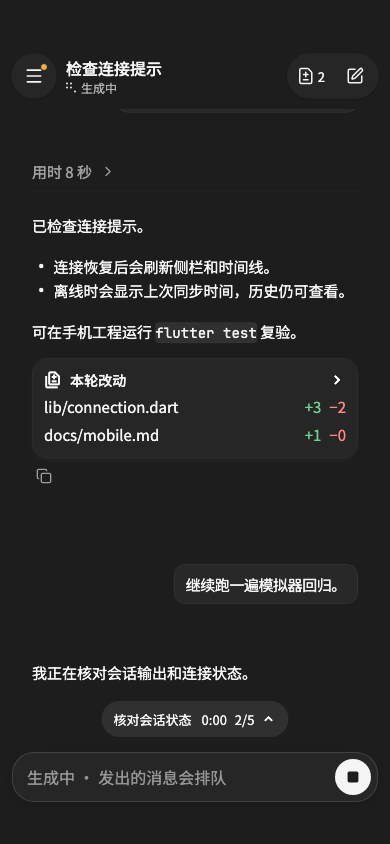 检查连接提示
生成中
2
用时 8 秒
已检查连接提示。
• 连接恢复后会刷新侧栏和时间线。
• 离线时会显示上次同步时间，历史仍可查看。
可在手机工程运行 flutter test 复验。
本轮改动
lib/connection.dart +3 −2
docs/mobile.md +1 −0
继续跑一遍模拟器回归。
我正在核对会话输出和连接状态。
核对会话状态 0:00 2/5
生成中 · 发出的消息会排队